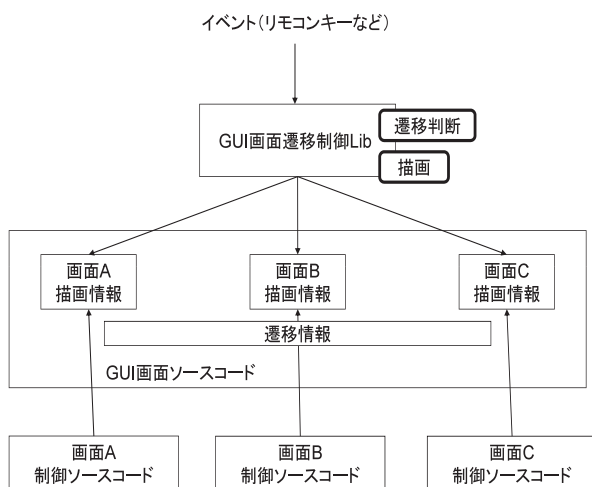 イベント(リモコンキーなど)
GUI画面遷移制御Lib
遷移判断
描画
画面A
描画情報
画面B
描画情報
画面C
描画情報
遷移情報
GUI画面ソースコード
画面A
制御ソースコード
画面B
制御ソースコード
画面C
制御ソースコード